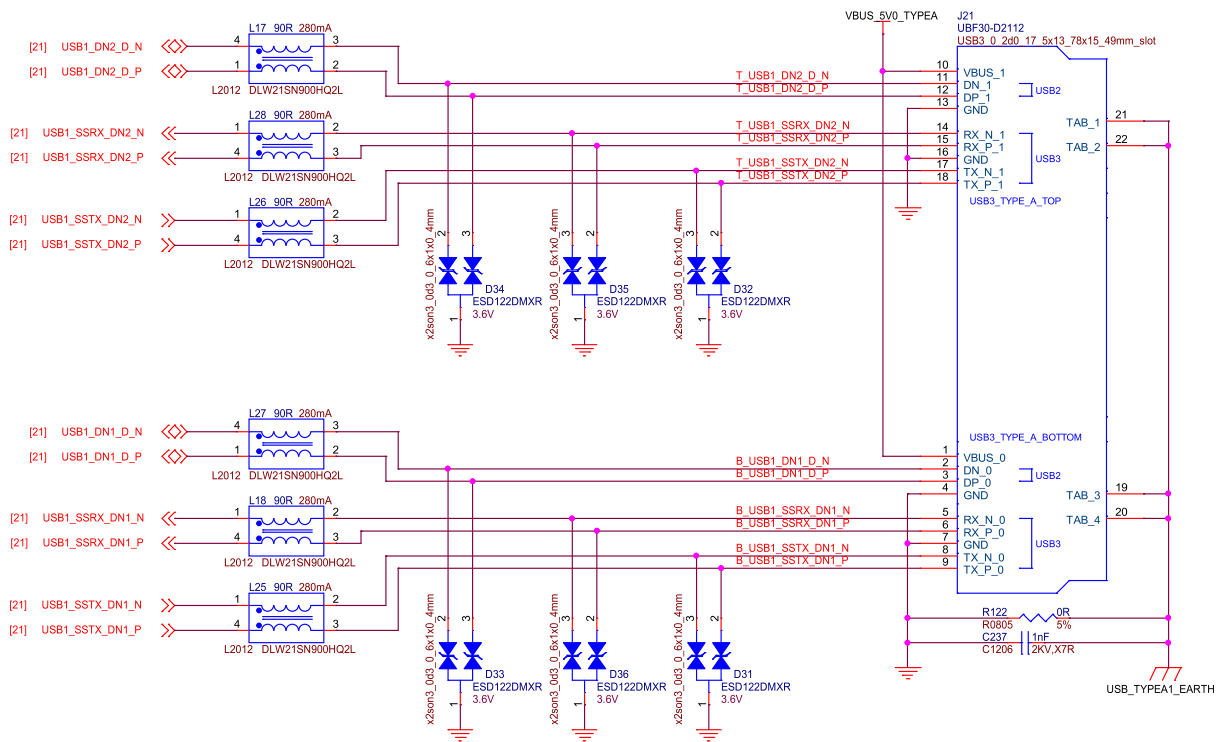 VBUS_5V0_TYPEA
J21
UBF30-D2112
USB3_0_2d0_17_5x13_78x15_49mm_slot
L17 90R 280mA
[21] USB1_DN2_D_N 4 3
[21] USB1_DN2_D_P 1 2
L2012 DLW21SN900HQ2L
T_USB1_DN2_D_N
T_USB1_DN2_D_P
10 VBUS_1
11 DN_1
12 DP_1
13 GND
USB2
L28 90R 280mA
[21] USB1_SSRX_DN2_N 1 2
[21] USB1_SSRX_DN2_P 4 3
L2012 DLW21SN900HQ2L
T_USB1_SSRX_DN2_N
T_USB1_SSRX_DN2_P
T_USB1_SSTX_DN2_N
T_USB1_SSTX_DN2_P
14 RX_N_1
15 RX_P_1
16 GND
17 TX_N_1
18 TX_P_1
USB3
USB3_TYPE_A_TOP
TAB_1 21
TAB_2 22
L26 90R 280mA
[21] USB1_SSTX_DN2_N 1 2
[21] USB1_SSTX_DN2_P 4 3
L2012 DLW21SN900HQ2L
x2son3_0d3_0_6x1x0_4mm
2 3
1
D34
ESD122DMXR
3.6V
x2son3_0d3_0_6x1x0_4mm
3 2
1
D35
ESD122DMXR
3.6V
x2son3_0d3_0_6x1x0_4mm
3 2
1
D32
ESD122DMXR
3.6V
L27 90R 280mA
[21] USB1_DN1_D_N 4 3
[21] USB1_DN1_D_P 1 2
L2012 DLW21SN900HQ2L
B_USB1_DN1_D_N
B_USB1_DN1_D_P
USB3_TYPE_A_BOTTOM
1 VBUS_0
2 DN_0
3 DP_0
4 GND
USB2
L18 90R 280mA
[21] USB1_SSRX_DN1_N 1 2
[21] USB1_SSRX_DN1_P 4 3
L2012 DLW21SN900HQ2L
B_USB1_SSRX_DN1_N
B_USB1_SSRX_DN1_P
B_USB1_SSTX_DN1_N
B_USB1_SSTX_DN1_P
5 RX_N_0
6 RX_P_0
7 GND
8 TX_N_0
9 TX_P_0
USB3
TAB_3 19
TAB_4 20
L25 90R 280mA
[21] USB1_SSTX_DN1_N 1 2
[21] USB1_SSTX_DN1_P 4 3
L2012 DLW21SN900HQ2L
x2son3_0d3_0_6x1x0_4mm
2 3
1
D33
ESD122DMXR
3.6V
x2son3_0d3_0_6x1x0_4mm
3 2
1
D36
ESD122DMXR
3.6V
x2son3_0d3_0_6x1x0_4mm
3 2
1
D31
ESD122DMXR
3.6V
R122 0R
R0805 5%
C237 1nF
C1206 2KV,X7R
USB_TYPEA1_EARTH